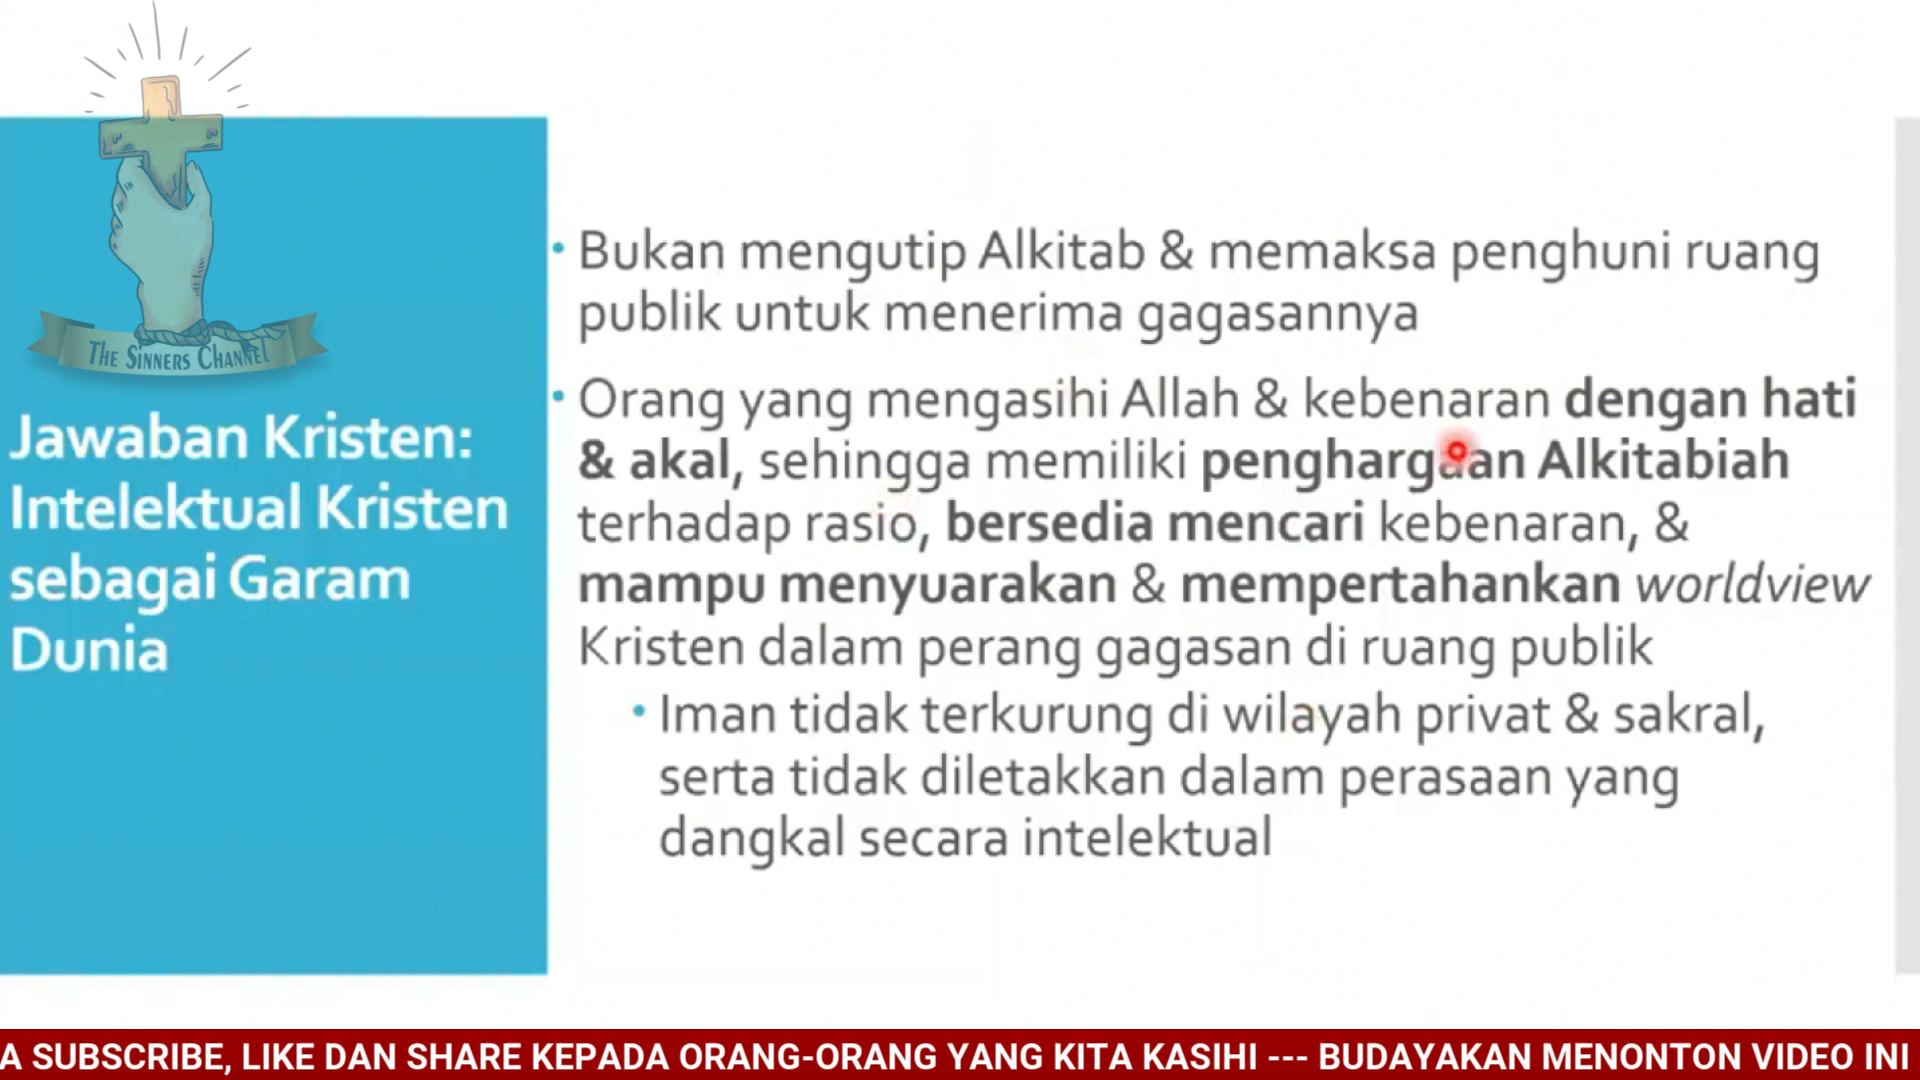 The Sinners Channel
Jawaban Kristen:
Intelektual Kristen
sebagai Garam
Dunia
• Bukan mengutip Alkitab & memaksa penghuni ruang
publik untuk menerima gagasannya
• Orang yang mengasihi Allah & kebenaran dengan hati
& akal, sehingga memiliki penghargaan Alkitabiah
terhadap rasio, bersedia mencari kebenaran, &
mampu menyuarakan & mempertahankan worldview
Kristen dalam perang gagasan di ruang publik
• Iman tidak terkurung di wilayah privat & sakral,
serta tidak diletakkan dalam perasaan yang
dangkal secara intelektual
A SUBSCRIBE, LIKE DAN SHARE KEPADA ORANG-ORANG YANG KITA KASIHI --- BUDAYAKAN MENONTON VIDEO INI